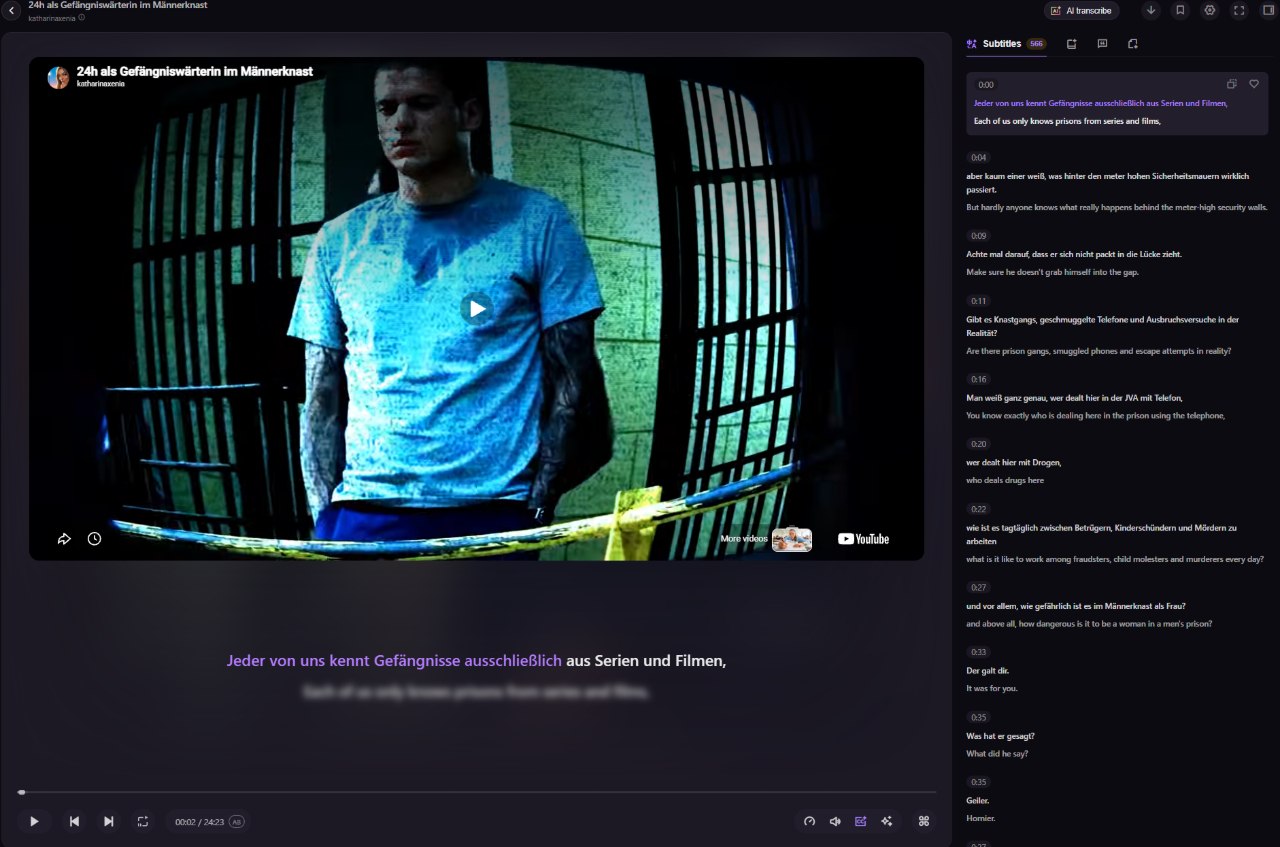 24h als Gefängniswärterin im Männerknast
katharinaxenia
AI transcribe
24h als Gefängniswärterin im Männerknast
katharinaxenia
More videos
YouTube
Jeder von uns kennt Gefängnisse ausschließlich aus Serien und Filmen,
Each of us only knows prisons from series and films,
00:02 / 24:23
AB
Subtitles 566
0:00
Jeder von uns kennt Gefängnisse ausschließlich aus Serien und Filmen,
Each of us only knows prisons from series and films,
0:04
aber kaum einer weiß, was hinter den meter hohen Sicherheitsmauern wirklich
passiert.
But hardly anyone knows what really happens behind the meter-high security walls.
0:09
Achte mal darauf, dass er sich nicht packt in die Lücke zieht.
Make sure he doesn't grab himself into the gap.
0:11
Gibt es Knastgangs, geschmuggelte Telefone und Ausbruchsversuche in der
Realität?
Are there prison gangs, smuggled phones and escape attempts in reality?
0:16
Man weiß ganz genau, wer dealt hier in der JVA mit Telefon,
You know exactly who is dealing here in the prison using the telephone,
0:20
wer dealt hier mit Drogen,
who deals drugs here
0:22
wie ist es tagtäglich zwischen Betrügern, Kinderschündern und Mördern zu
arbeiten
what is it like to work among fraudsters, child molesters and murderers every day?
0:27
und vor allem, wie gefährlich ist es im Männerknast als Frau?
and above all, how dangerous is it to be a woman in a men's prison?
0:33
Der galt dir.
It was for you.
0:35
Was hat er gesagt?
What did he say?
0:35
Geiler.
Hornier.